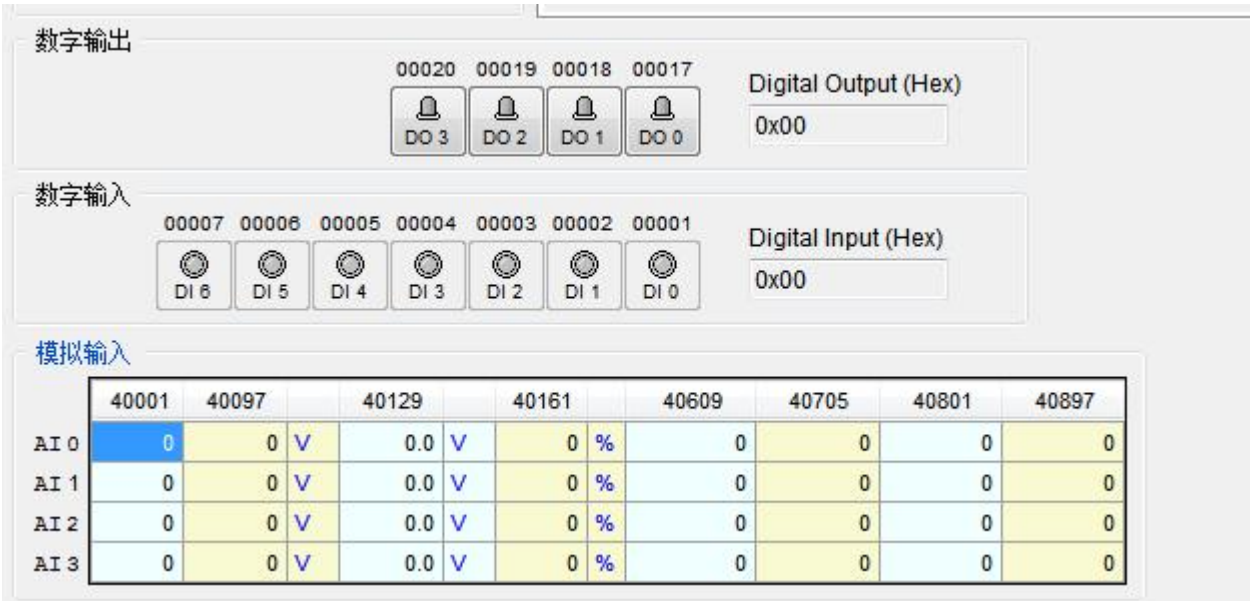 数字输出
00020 00019 00018 00017
DO 3 DO 2 DO 1 DO 0
Digital Output (Hex)
0x00
数字输入
00007 00006 00005 00004 00003 00002 00001
DI 6 DI 5 DI 4 DI 3 DI 2 DI 1 DI 0
Digital Input (Hex)
0x00
模拟输入
40001 40097 40129 40161 40609 40705 40801 40897
AI 0 0 0 V 0.0 V 0 % 0 0 0 0
AI 1 0 0 V 0.0 V 0 % 0 0 0 0
AI 2 0 0 V 0.0 V 0 % 0 0 0 0
AI 3 0 0 V 0.0 V 0 % 0 0 0 0